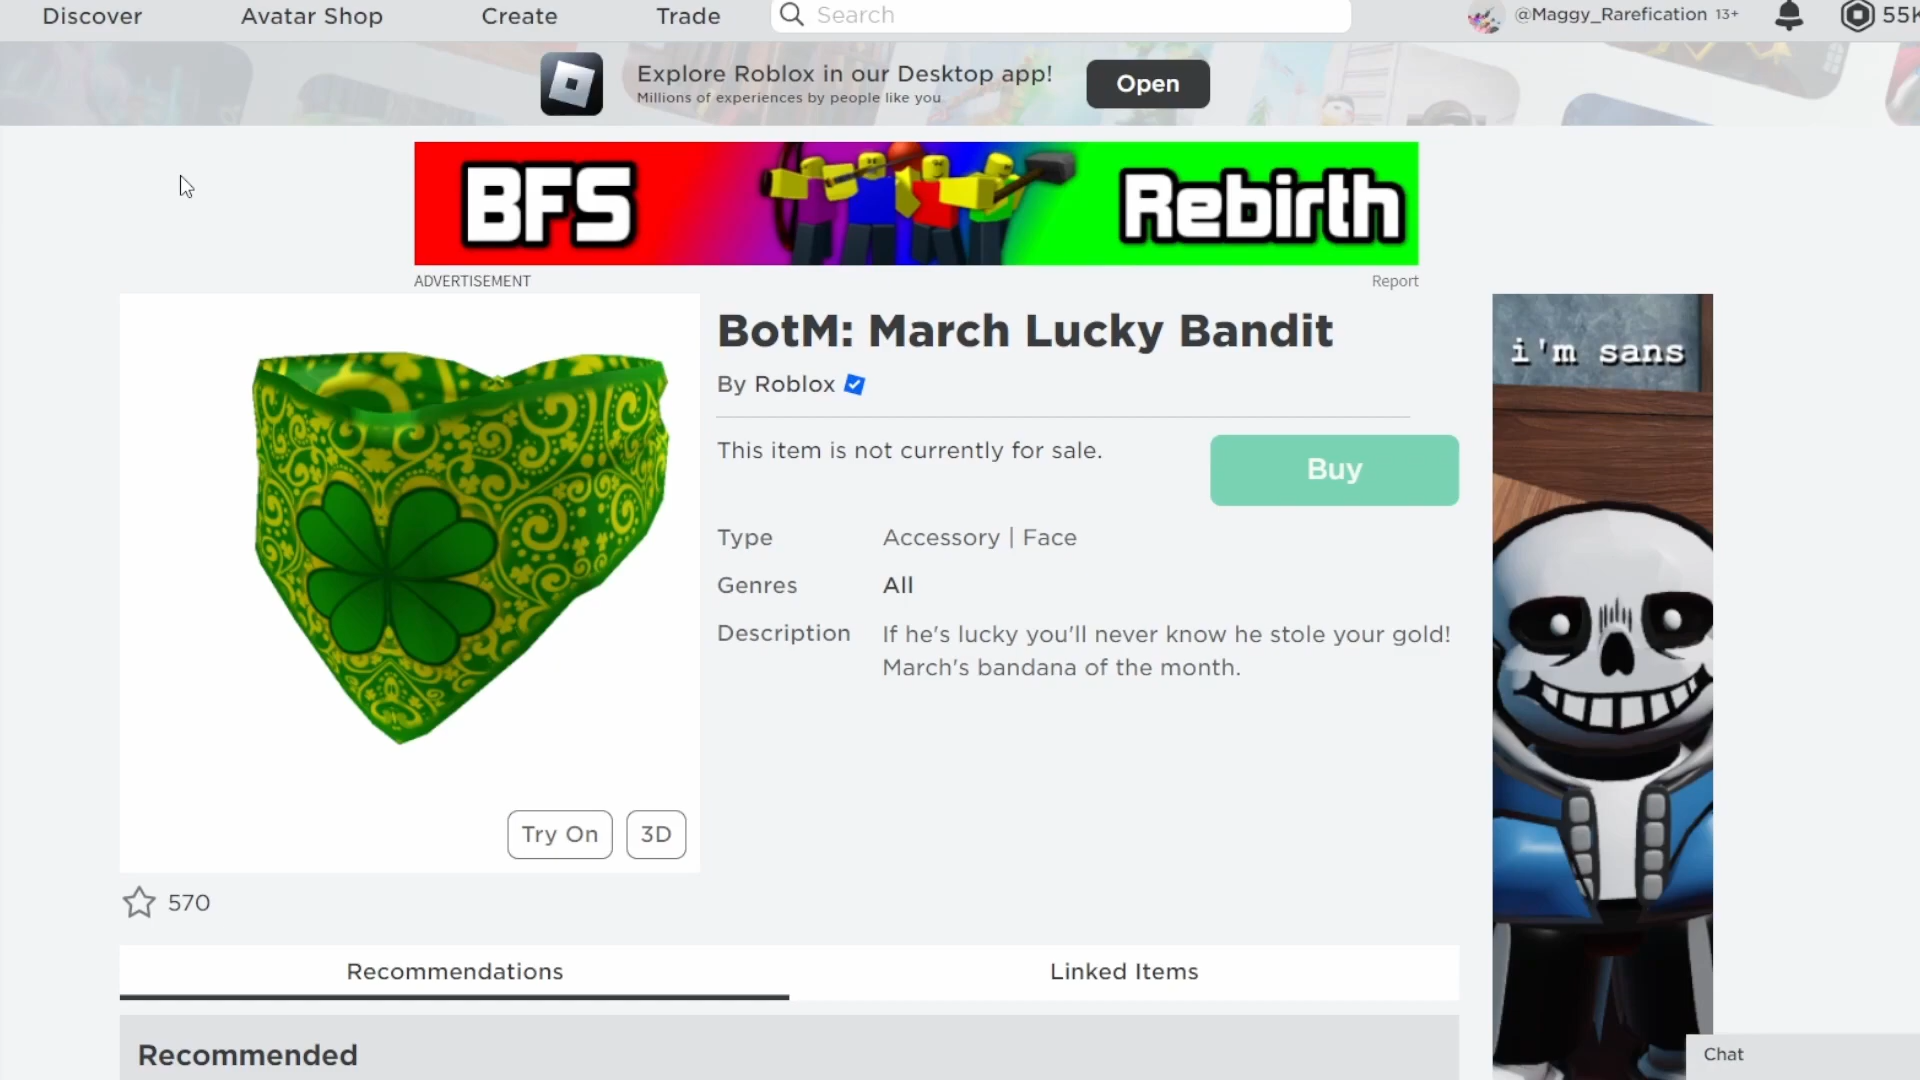 Discover
Avatar Shop
Create
Trade
Search
@Maggy_Rarefication 13+
55K
Explore Roblox in our Desktop app!
Millions of experiences by people like you
Open
BFS
Rebirth
ADVERTISEMENT
Report
BotM: March Lucky Bandit
By Roblox
This item is not currently for sale.
Buy
Type
Accessory | Face
Genres
All
Description
If he's lucky you'll never know he stole your gold!
March's bandana of the month.
i'm sans
Try On
3D
570
Recommendations
Linked Items
Recommended
Chat